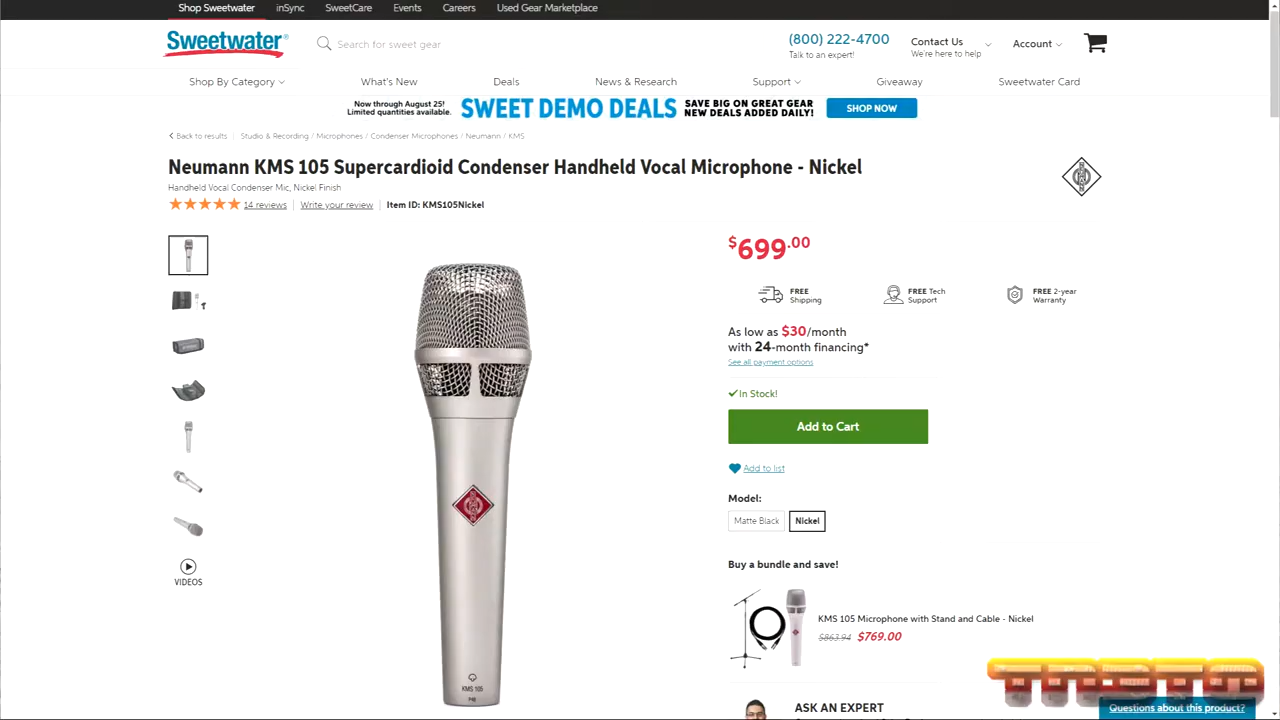 Shop Sweetwater inSync SweetCare Events Careers Used Gear Marketplace
Sweetwater®
Search for sweet gear
(800) 222-4700
Talk to an expert!
Contact Us
We're here to help
Account
Shop By Category What's New Deals News & Research Support Giveaway Sweetwater Card
Now through August 25!
Limited quantities available.
SWEET DEMO DEALS
SAVE BIG ON GREAT GEAR
NEW DEALS ADDED DAILY!
SHOP NOW
Back to results Studio & Recording / Microphones / Condenser Microphones / Neumann / KMS
Neumann KMS 105 Supercardioid Condenser Handheld Vocal Microphone - Nickel
Handheld Vocal Condenser Mic, Nickel Finish
14 reviews Write your review Item ID: KMS105Nickel
$699.00
FREE
Shipping
FREE Tech
Support
FREE 2-year
Warranty
As low as $30/month
with 24-month financing*
See all payment options
In Stock!
Add to Cart
Add to list
Model:
Matte Black Nickel
Buy a bundle and save!
KMS 105 Microphone with Stand and Cable - Nickel
$863.94 $769.00
ASK AN EXPERT
Questions about this product?
VIDEOS
KMS 105
P48